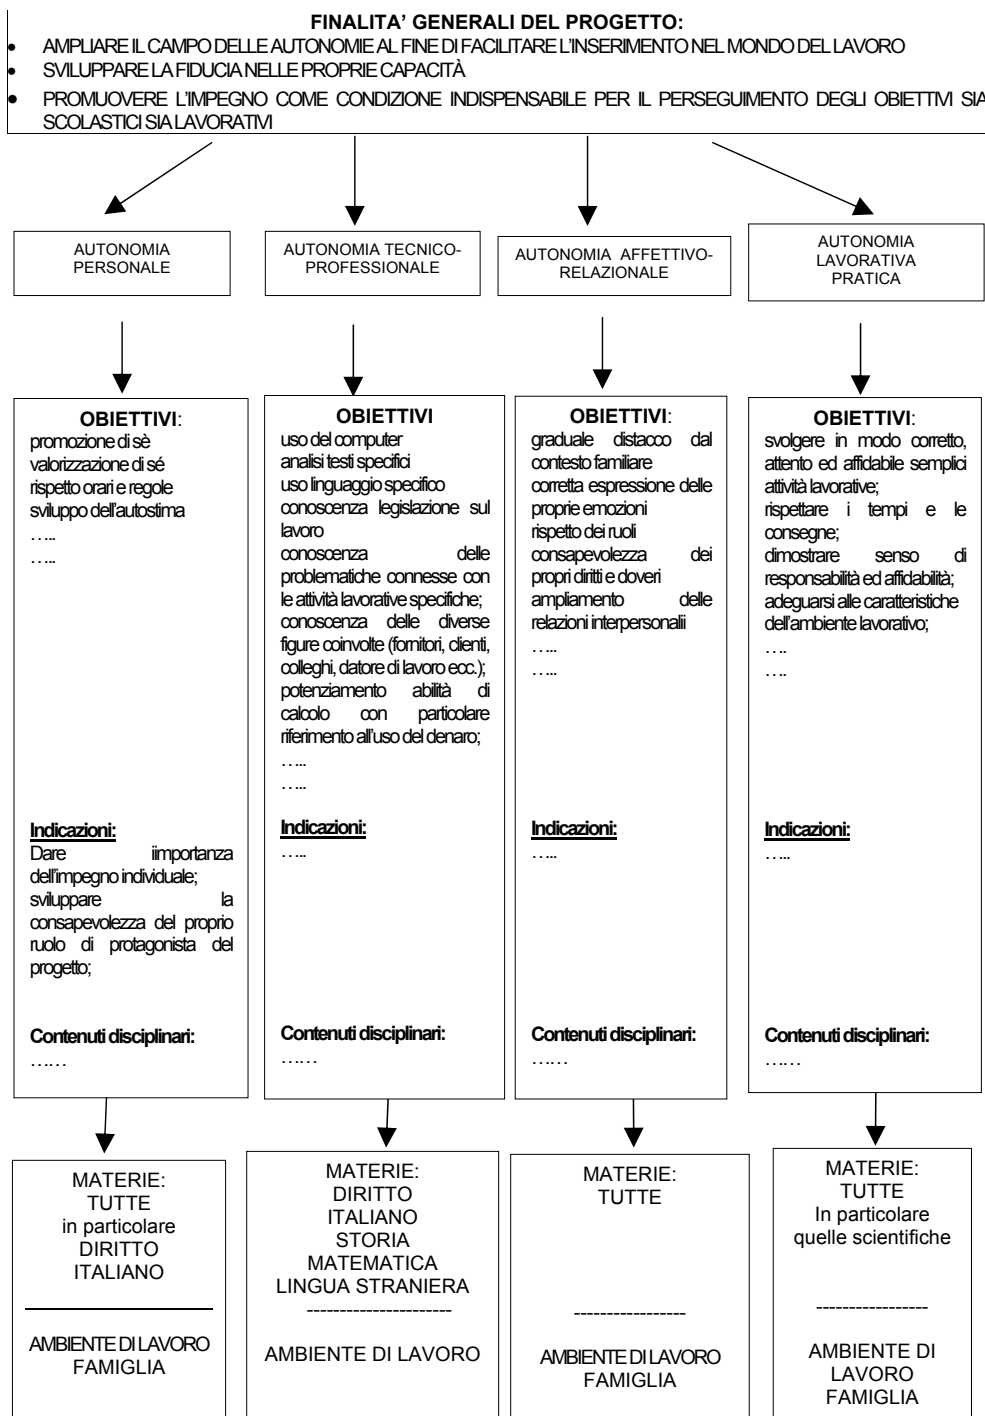 FINALITA’ GENERALI DEL PROGETTO:
• AMPLIARE IL CAMPO DELLE AUTONOMIE AL FINE DI FACILITARE L’INSERIMENTO NEL MONDO DEL LAVORO
• SVILUPPARE LA FIDUCIA NELLE PROPRIE CAPACITÀ
• PROMUOVERE L’IMPEGNO COME CONDIZIONE INDISPENSABILE PER IL PERSEGUIMENTO DEGLI OBIETTIVI SIA
SCOLASTICI SIA LAVORATIVI
AUTONOMIA
PERSONALE
AUTONOMIA TECNICO-
PROFESSIONALE
AUTONOMIA AFFETTIVO-
RELAZIONALE
AUTONOMIA
LAVORATIVA
PRATICA
OBIETTIVI:
promozione di sè
valorizzazione di sé
rispetto orari e regole
sviluppo dell’autostima
…..
…..
Indicazioni:
Dare iimportanza
dell’impegno individuale;
sviluppare la
consapevolezza del proprio
ruolo di protagonista del
progetto;
Contenuti disciplinari:
……
OBIETTIVI
uso del computer
analisi testi specifici
uso linguaggio specifico
conoscenza legislazione sul
lavoro
conoscenza delle
problematiche connesse con
le attività lavorative specifiche;
conoscenza delle diverse
figure coinvolte (fornitori, clienti,
colleghi, datore di lavoro ecc.);
potenziamento abilità di
calcolo con particolare
riferimento all’uso del denaro;
…..
…..
Indicazioni:
…..
Contenuti disciplinari:
……
OBIETTIVI:
graduale distacco dal
contesto familiare
corretta espressione delle
proprie emozioni
rispetto dei ruoli
consapevolezza dei
propri diritti e doveri
ampliamento delle
relazioni interpersonalii
…..
…..
Indicazioni:
…..
Contenuti disciplinari:
……
OBIETTIVI:
svolgere in modo corretto,
attento ed affidabile semplici
attività lavorative;
rispettare i tempi e le
consegne;
dimostrare senso di
responsabilità ed affidabilità;
adeguarsi alle caratteristiche
dell’ambiente lavorativo;
….
….
Indicazioni:
…..
Contenuti disciplinari:
……
MATERIE:
TUTTE
in particolare
DIRITTO
ITALIANO
AMBIENTE DI LAVORO
FAMIGLIA
MATERIE:
DIRITTO
ITALIANO
STORIA
MATEMATICA
LINGUA STRANIERA
----------------------
AMBIENTE DI LAVORO
MATERIE:
TUTTE
-----------------
AMBIENTE DI LAVORO
FAMIGLIA
MATERIE:
TUTTE
In particolare
quelle scientifiche
-----------------
AMBIENTE DI
LAVORO
FAMIGLIA